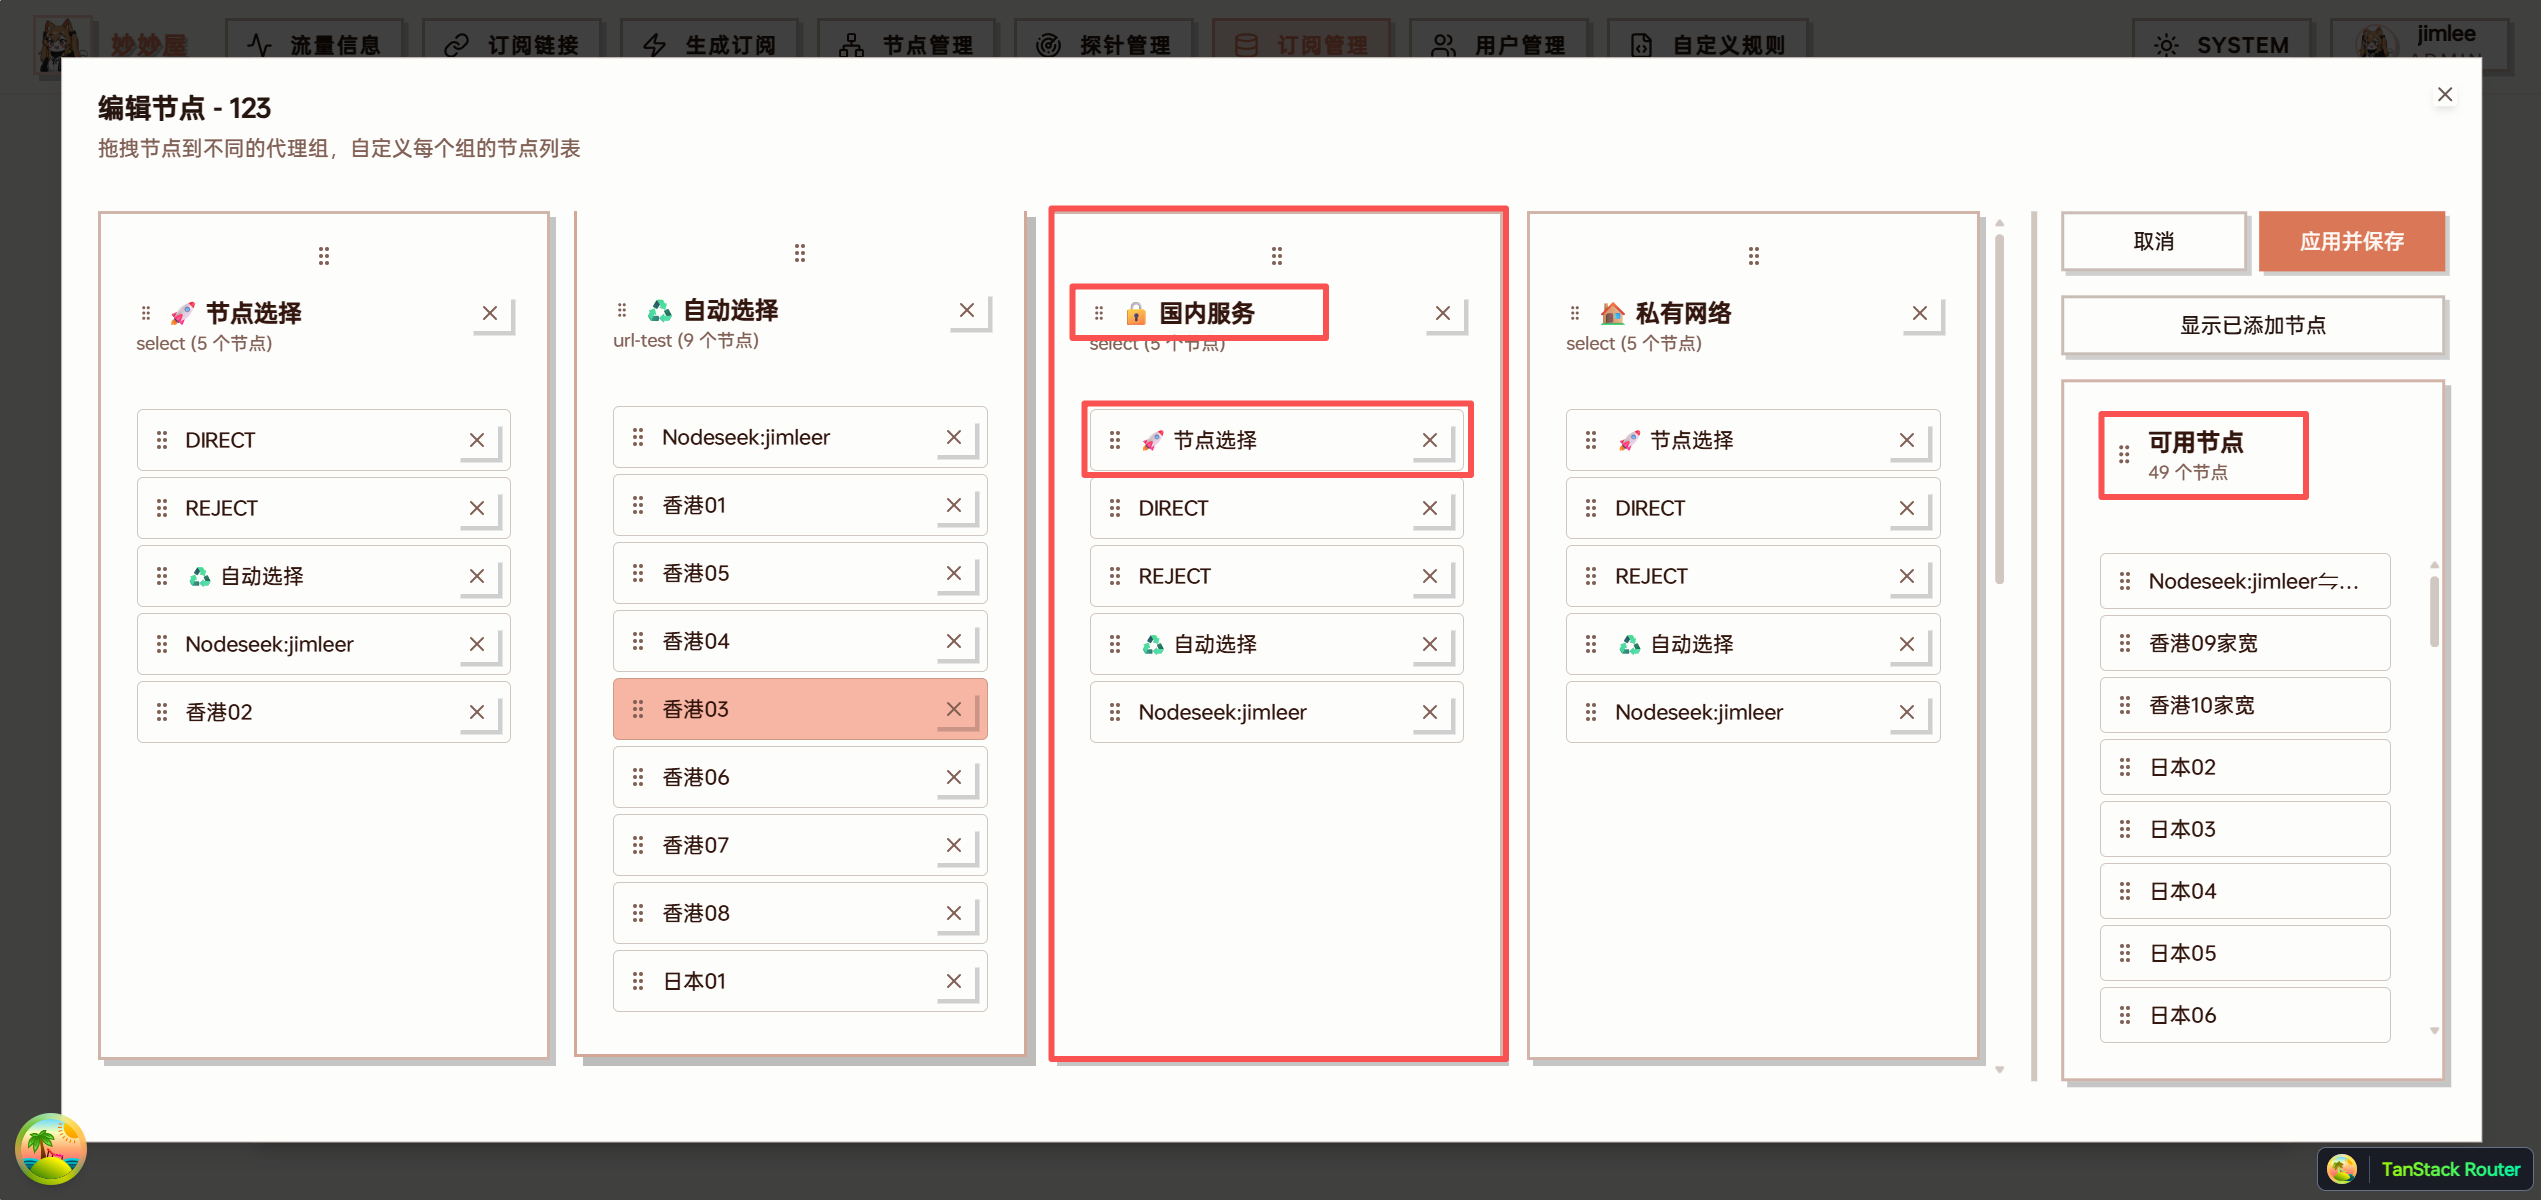 妙妙屋
流量信息
订阅链接
生成订阅
节点管理
探针管理
订阅管理
用户管理
自定义规则
SYSTEM
jimlee
编辑节点 - 123
拖拽节点到不同的代理组，自定义每个组的节点列表
节点选择
select (5 个节点)
DIRECT
REJECT
自动选择
Nodeseek:jimleer
香港02
自动选择
url-test (9 个节点)
Nodeseek:jimleer
香港01
香港05
香港04
香港03
香港06
香港07
香港08
日本01
国内服务
select (5 个节点)
节点选择
DIRECT
REJECT
自动选择
Nodeseek:jimleer
私有网络
select (5 个节点)
节点选择
DIRECT
REJECT
自动选择
Nodeseek:jimleer
取消
应用并保存
显示已添加节点
可用节点
49 个节点
Nodeseek:jimleer⇋...
香港09家宽
香港10家宽
日本02
日本03
日本04
日本05
日本06
TanStack Router